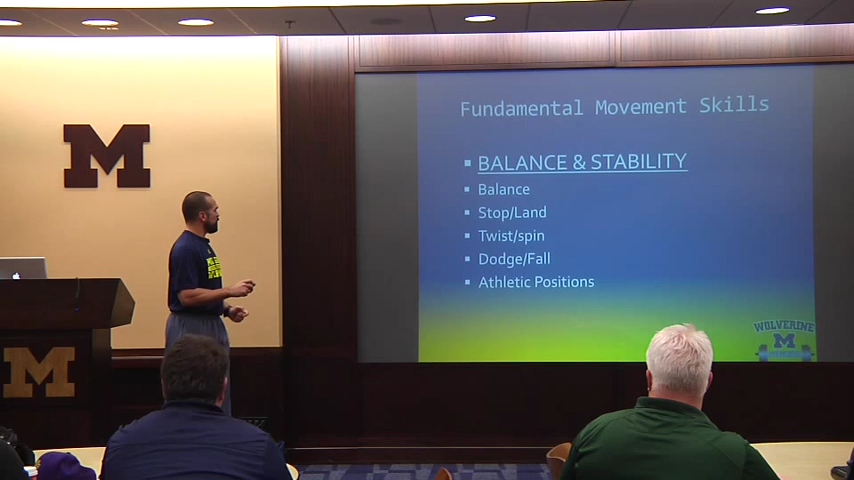 Fundamental Movement Skills
BALANCE & STABILITY
Balance
Stop/Land
Twist/spin
Dodge/Fall
Athletic Positions
WOLVERINE
M
M
M